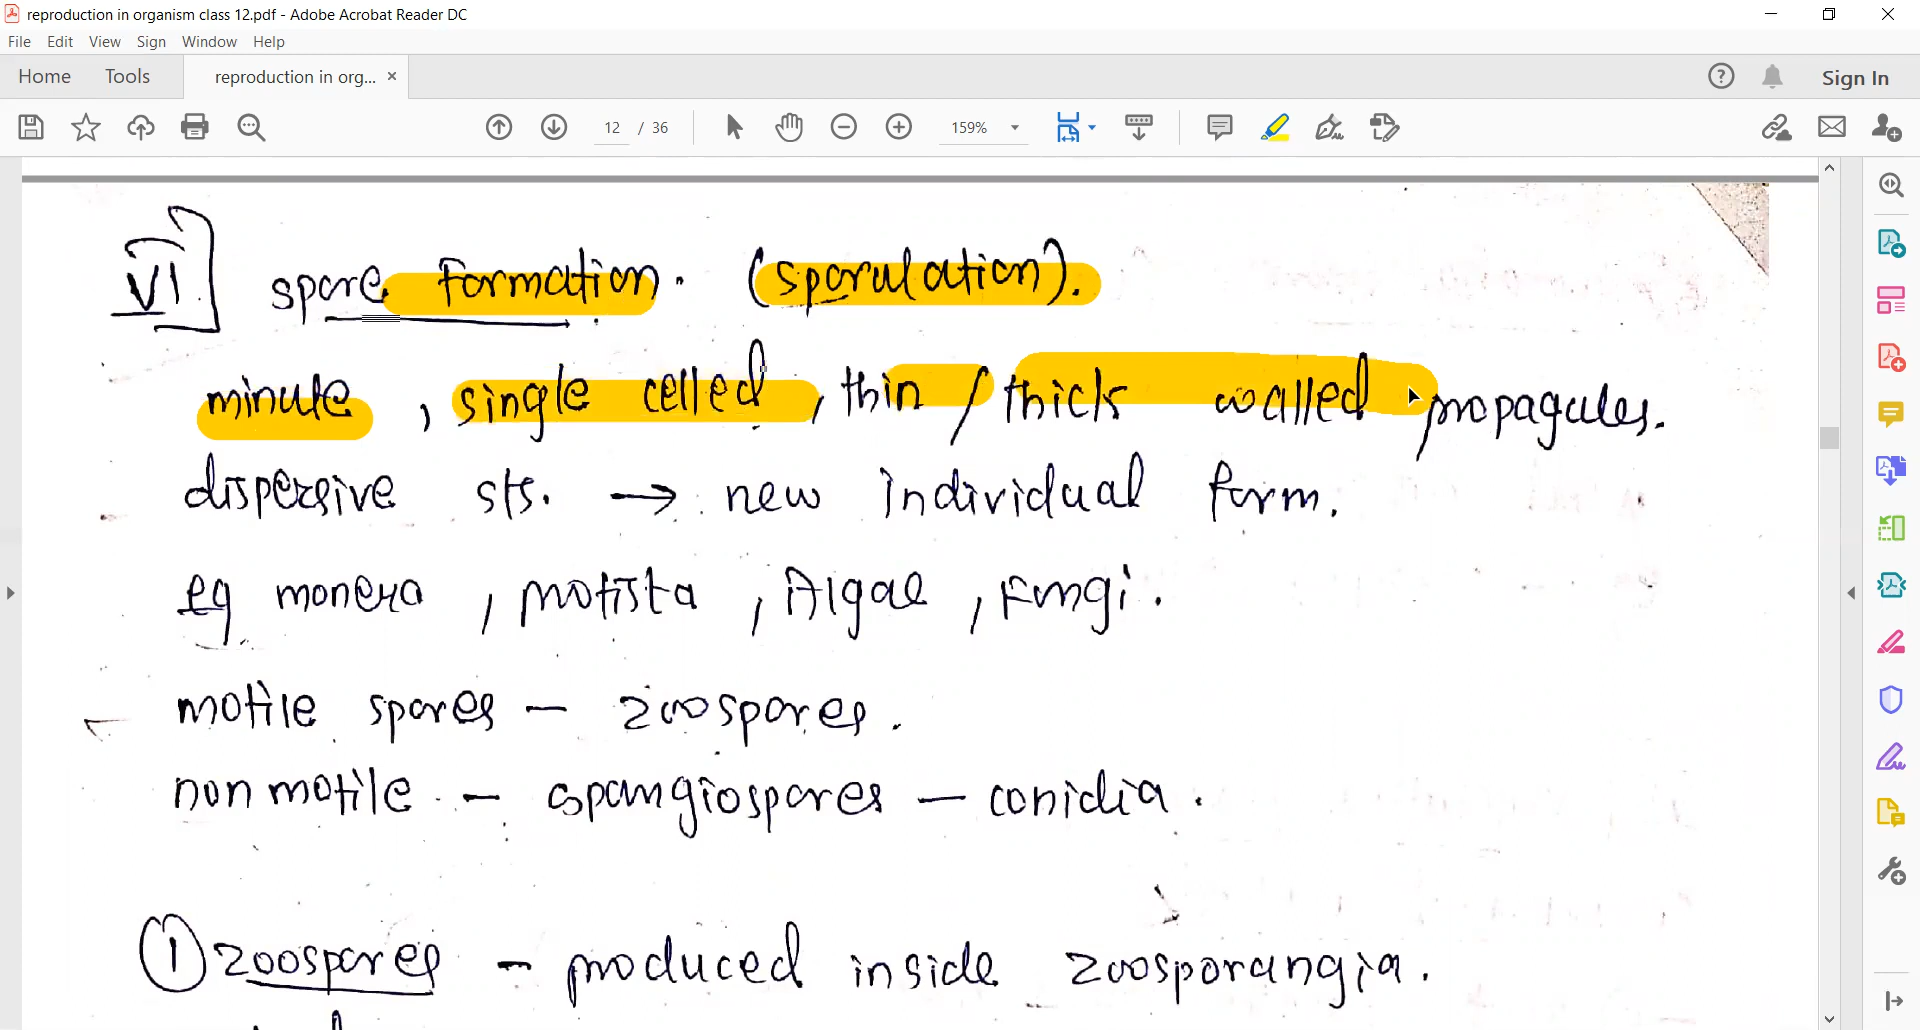 reproduction in organism class 12.pdf - Adobe Acrobat Reader DC
File Edit View Sign Window Help
Home Tools reproduction in org... × Sign In
12 / 36 159%
VI spore formation. (sporulation).
minute, single celled, thin / thick walled propagules.
dispersive sts. → new individual form.
eg monera, protista, Algae, Fungi.
motile spores - zoospores.
non motile - spangiospores - conidia.
1 zoospores - produced inside zoosporangia.